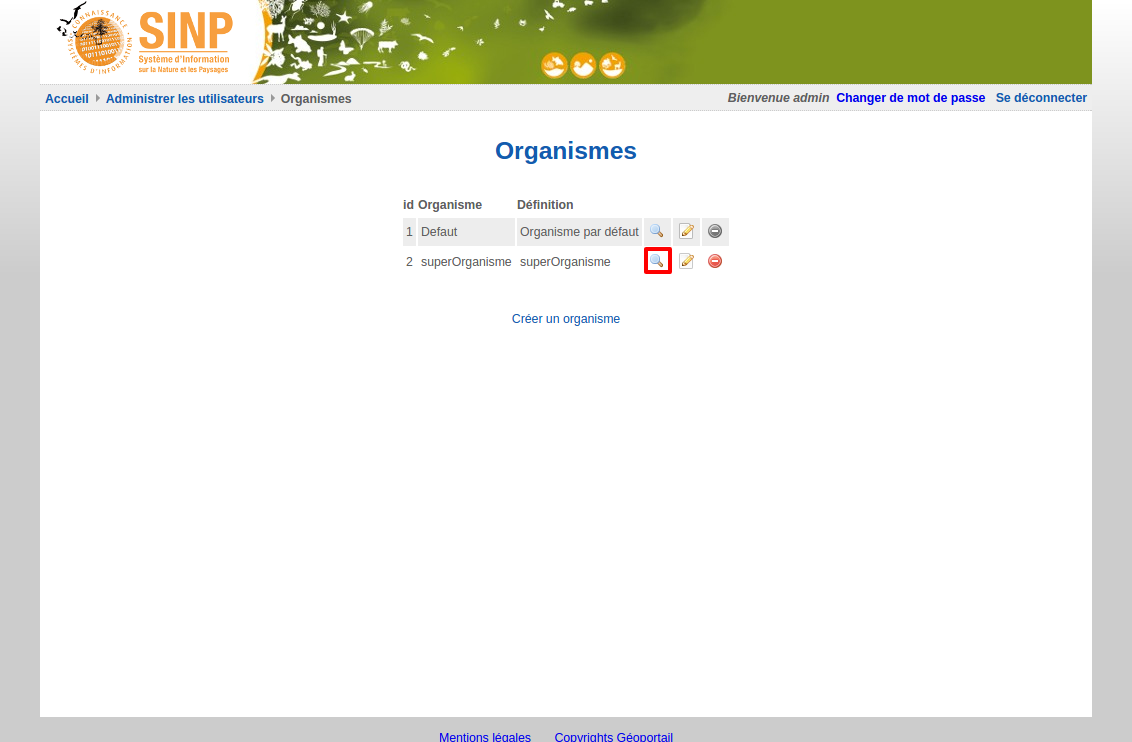 SINP
Système d'Information
sur la Nature et les Paysages
Accueil Administrer les utilisateurs Organismes
Bienvenue admin Changer de mot de passe Se déconnecter
Organismes
id Organisme Définition
1 Defaut Organisme par défaut
2 superOrganisme superOrganisme
Créer un organisme
Mentions légales Copyrights Géoportail